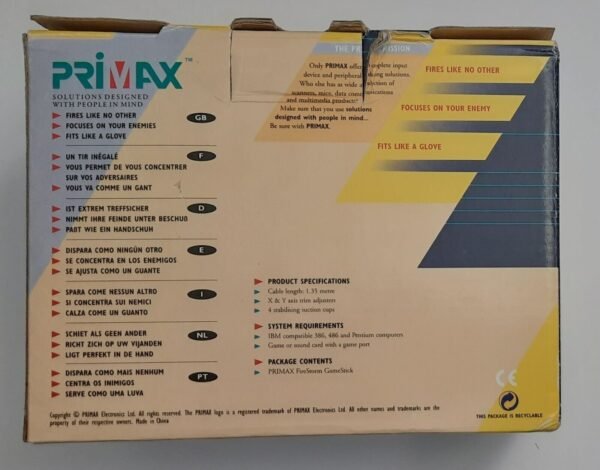 PRIMAX™
SOLUTIONS DESIGNED
WITH PEOPLE IN MIND
FIRES LIKE NO OTHER
FOCUSES ON YOUR ENEMIES
FITS LIKE A GLOVE
GB
UN TIR INÉGALÉ
VOUS PERMET DE VOUS CONCENTRER
SUR VOS ADVERSAIRES
VOUS VA COMME UN GANT
F
IST EXTREM TREFFSICHER
NIMMT IHRE FEINDE UNTER BESCHUß
PAßT WIE EIN HANDSCHUH
D
DISPARA COMO NINGÚN OTRO
SE CONCENTRA EN LOS ENEMIGOS
SE AJUSTA COMO UN GUANTE
E
SPARA COME NESSUN ALTRO
SI CONCENTRA SUI NEMICI
CALZA COME UN GUANTO
I
SCHIET ALS GEEN ANDER
RICHT ZICH OP UW VIJANDEN
LIGT PERFEKT IN DE HAND
NL
DISPARA COMO MAIS NENHUM
CENTRA OS INIMIGOS
SERVE COMO UMA LUVA
PT
THE
Only PRIMAX
input
device and peripheral solutions.
Who else has as wide
of
scanners, mice, data
and multimedia products?
Make sure that you use solutions
designed with people in mind...
Be sure with PRIMAX.
FIRES LIKE NO OTHER
FOCUSES ON YOUR ENEMY
FITS LIKE A GLOVE
PRODUCT SPECIFICATIONS
Cable length: 1.35 metre
X & Y axis trim adjusters
4 stabilising suction cups
SYSTEM REQUIREMENTS
IBM compatible 386, 486 and Pentium computers
Game or sound card with a game port
PACKAGE CONTENTS
PRIMAX FireStorm GameStick
CE
THIS PACKAGE IS RECYCLABLE
Copyright © PRIMAX Electronics Ltd. All rights reserved. The PRIMAX logo is a registered trademark of PRIMAX Electronics Ltd. All other names and trademarks are the
property of their respective owners. Made in China